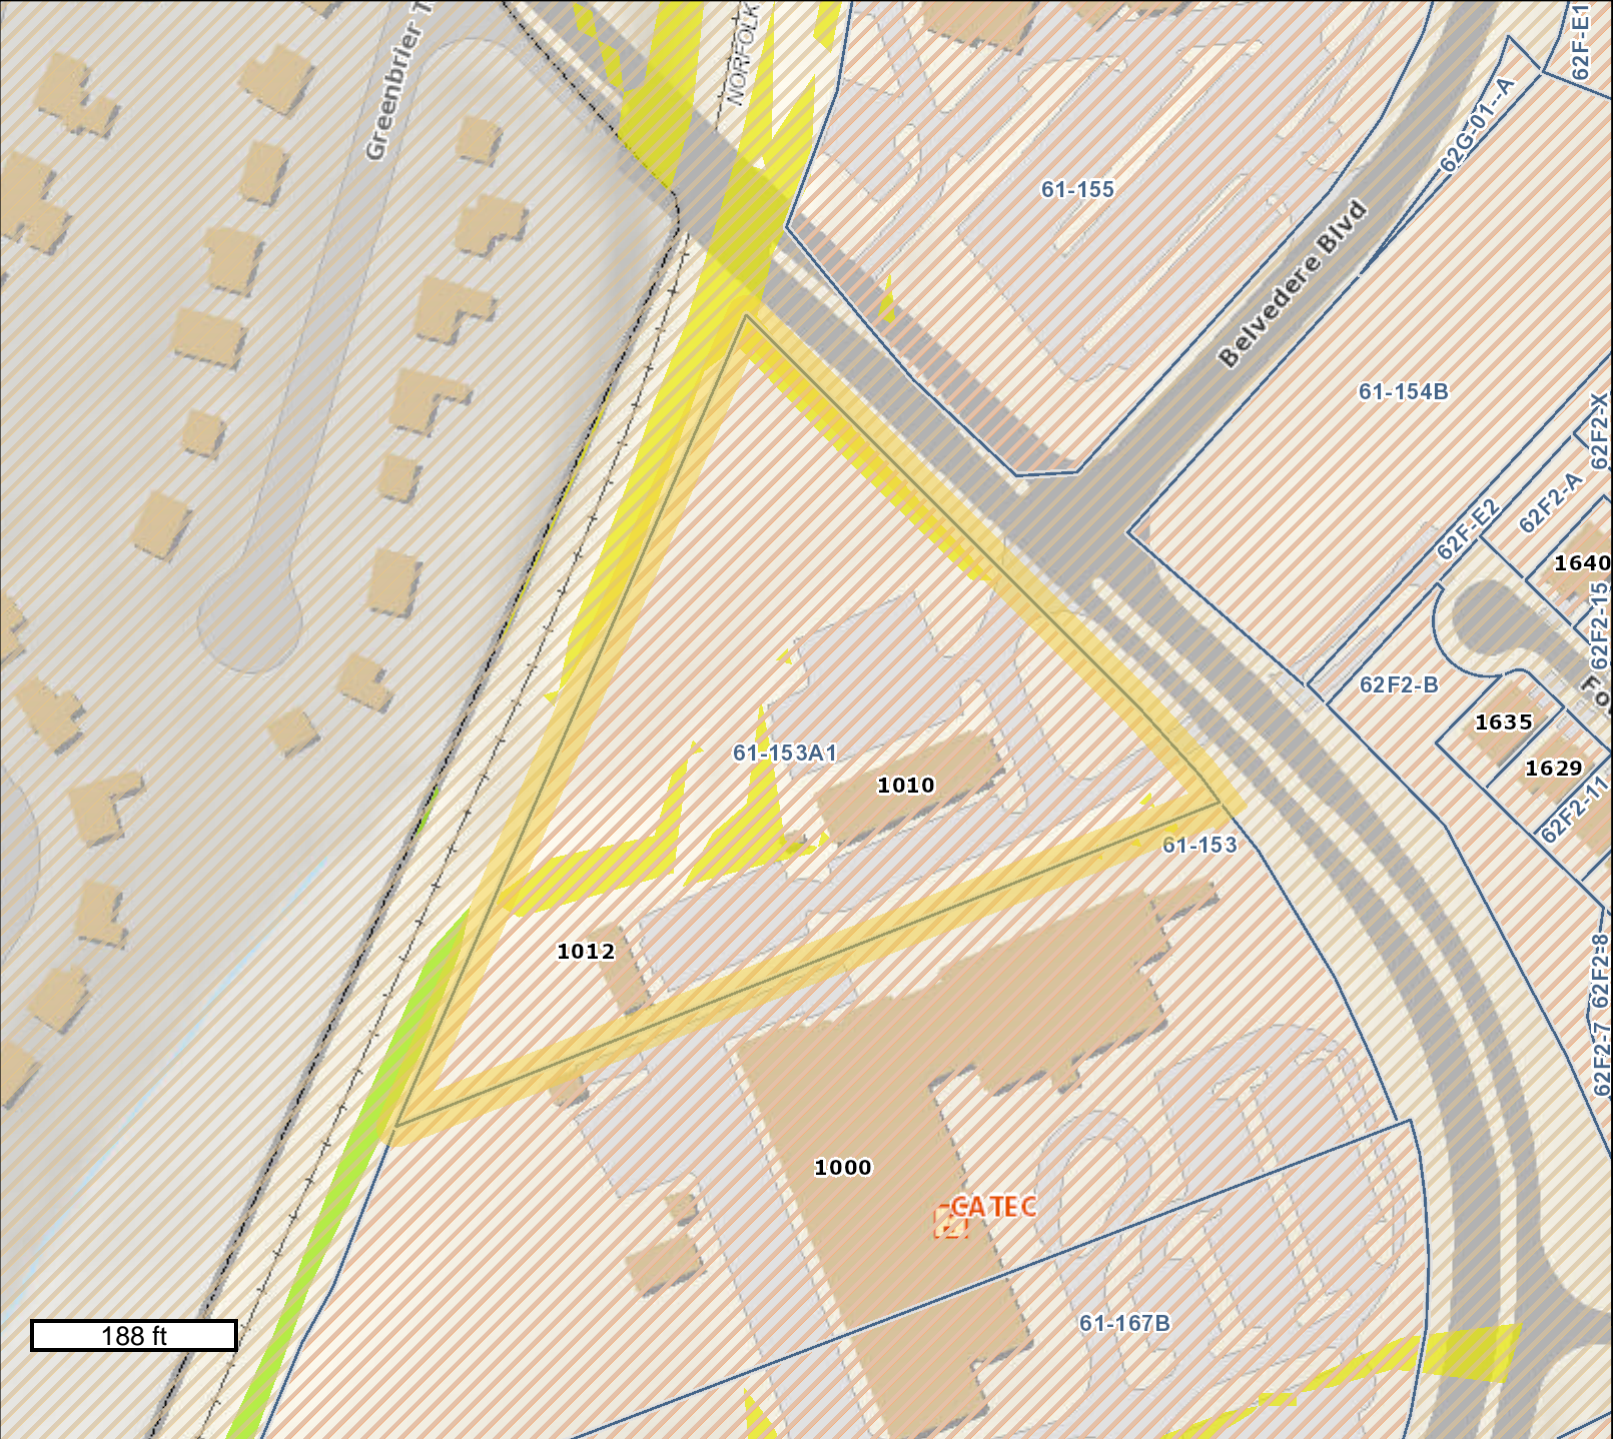 Greenbrier T
NORFOLK
62F-E1
62G-01--A
61-155
Belvedere Blvd
61-154B
62F2-X
62F2-A
62F-E2
1640
62F2-15
62F2-B
Fo
1635
1629
62F2-11
61-153A1
1010
61-153
1012
62F2-8
62F2-7
1000
CATEC
61-167B
188 ft